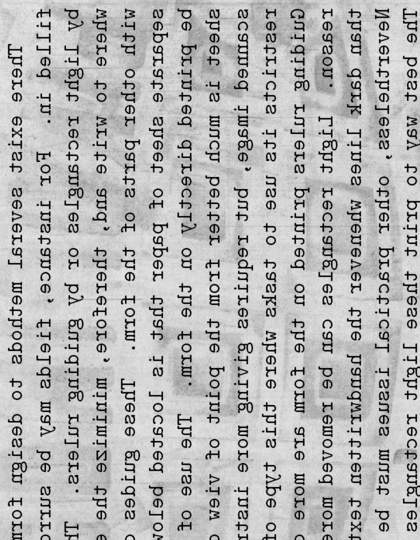 There exist several methods to design form
filled in. For instance, fields may be surr
by light rectangles or by guiding rulers. Th
where to write and, therefore, minimize the
with other parts of the form. These guides c
separate sheet of paper that is located below
be printed directly on the form. The use of
sheet is much better from the point of view o
scanned image, but requires giving more instr
restricts its use to tasks where this type o
Guiding rulers printed on the form are more
reason. Light rectangles can be removed more
than dark lines whenever the handwritten text
Nevertheless, other practical issues must be
The best way to print these light rectangles